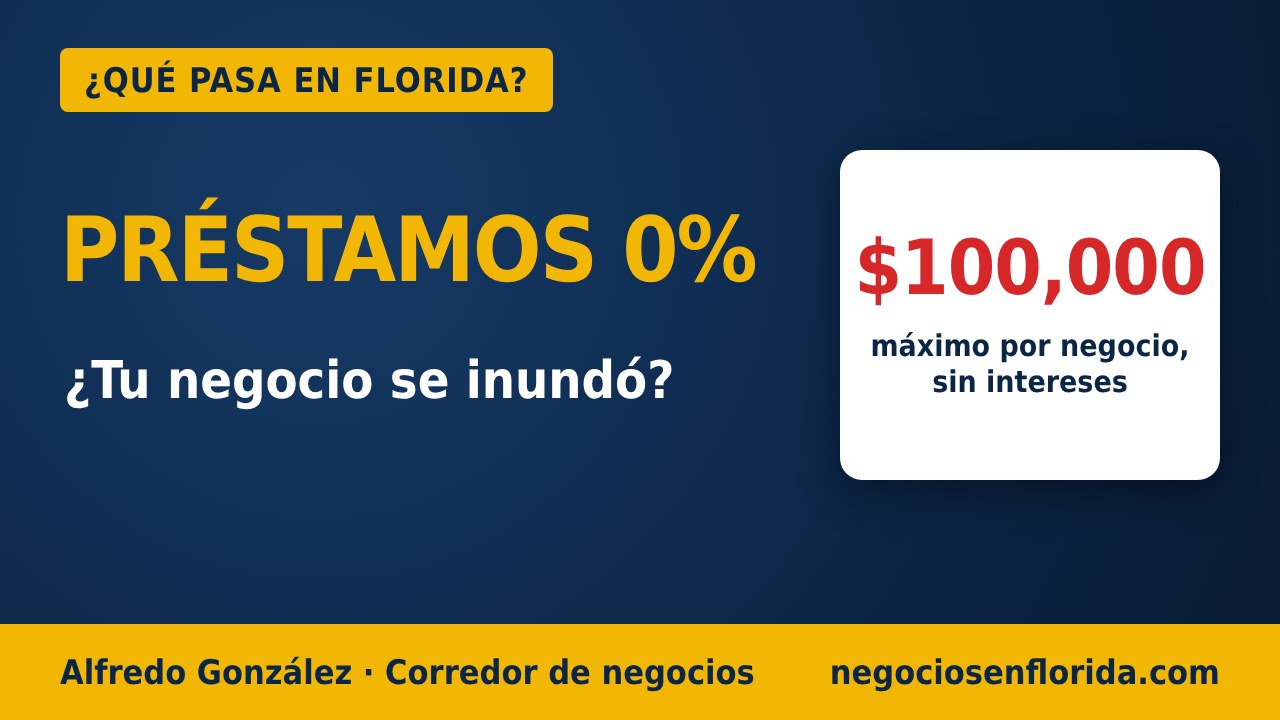 ¿QUÉ PASA EN FLORIDA?
PRÉSTAMOS 0%
¿Tu negocio se inundó?
$100,000
máximo por negocio,
sin intereses
Alfredo González · Corredor de negocios
negociosenflorida.com